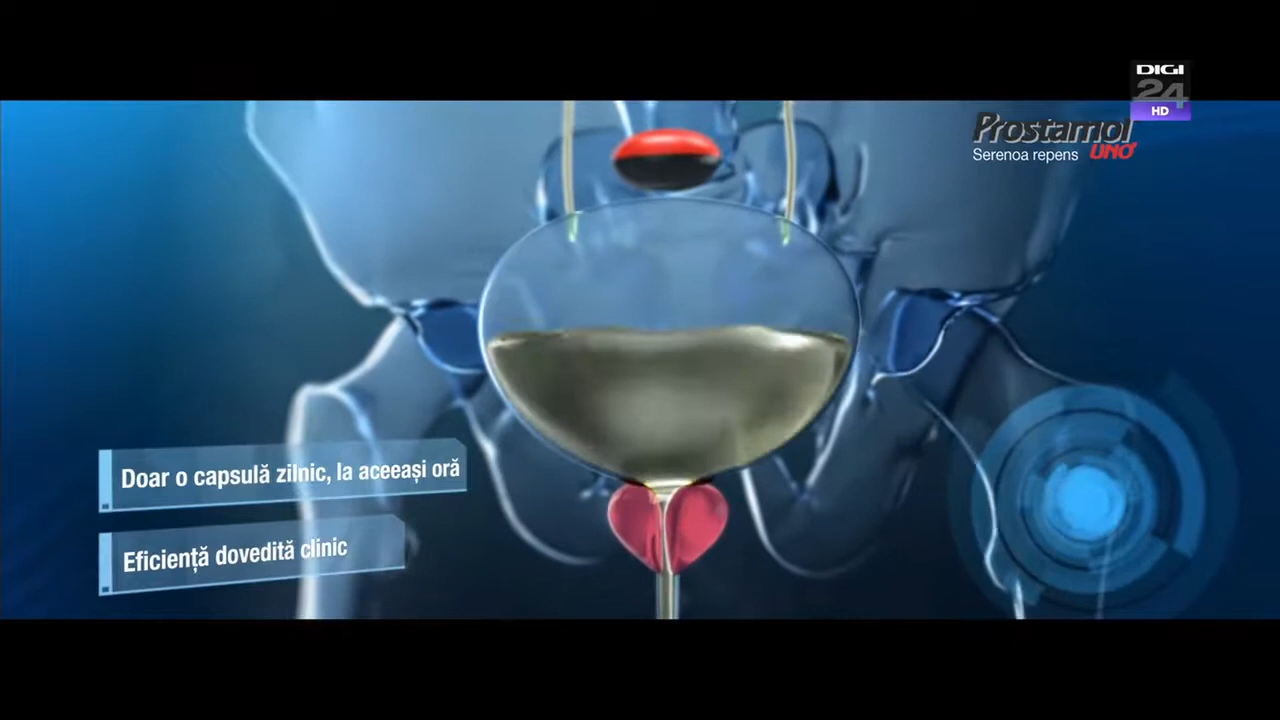 DIGI
24
HD
Prostamol
UNO
Serenoa repens
Doar o capsulă zilnic, la aceeași oră
Eficiență dovedită clinic